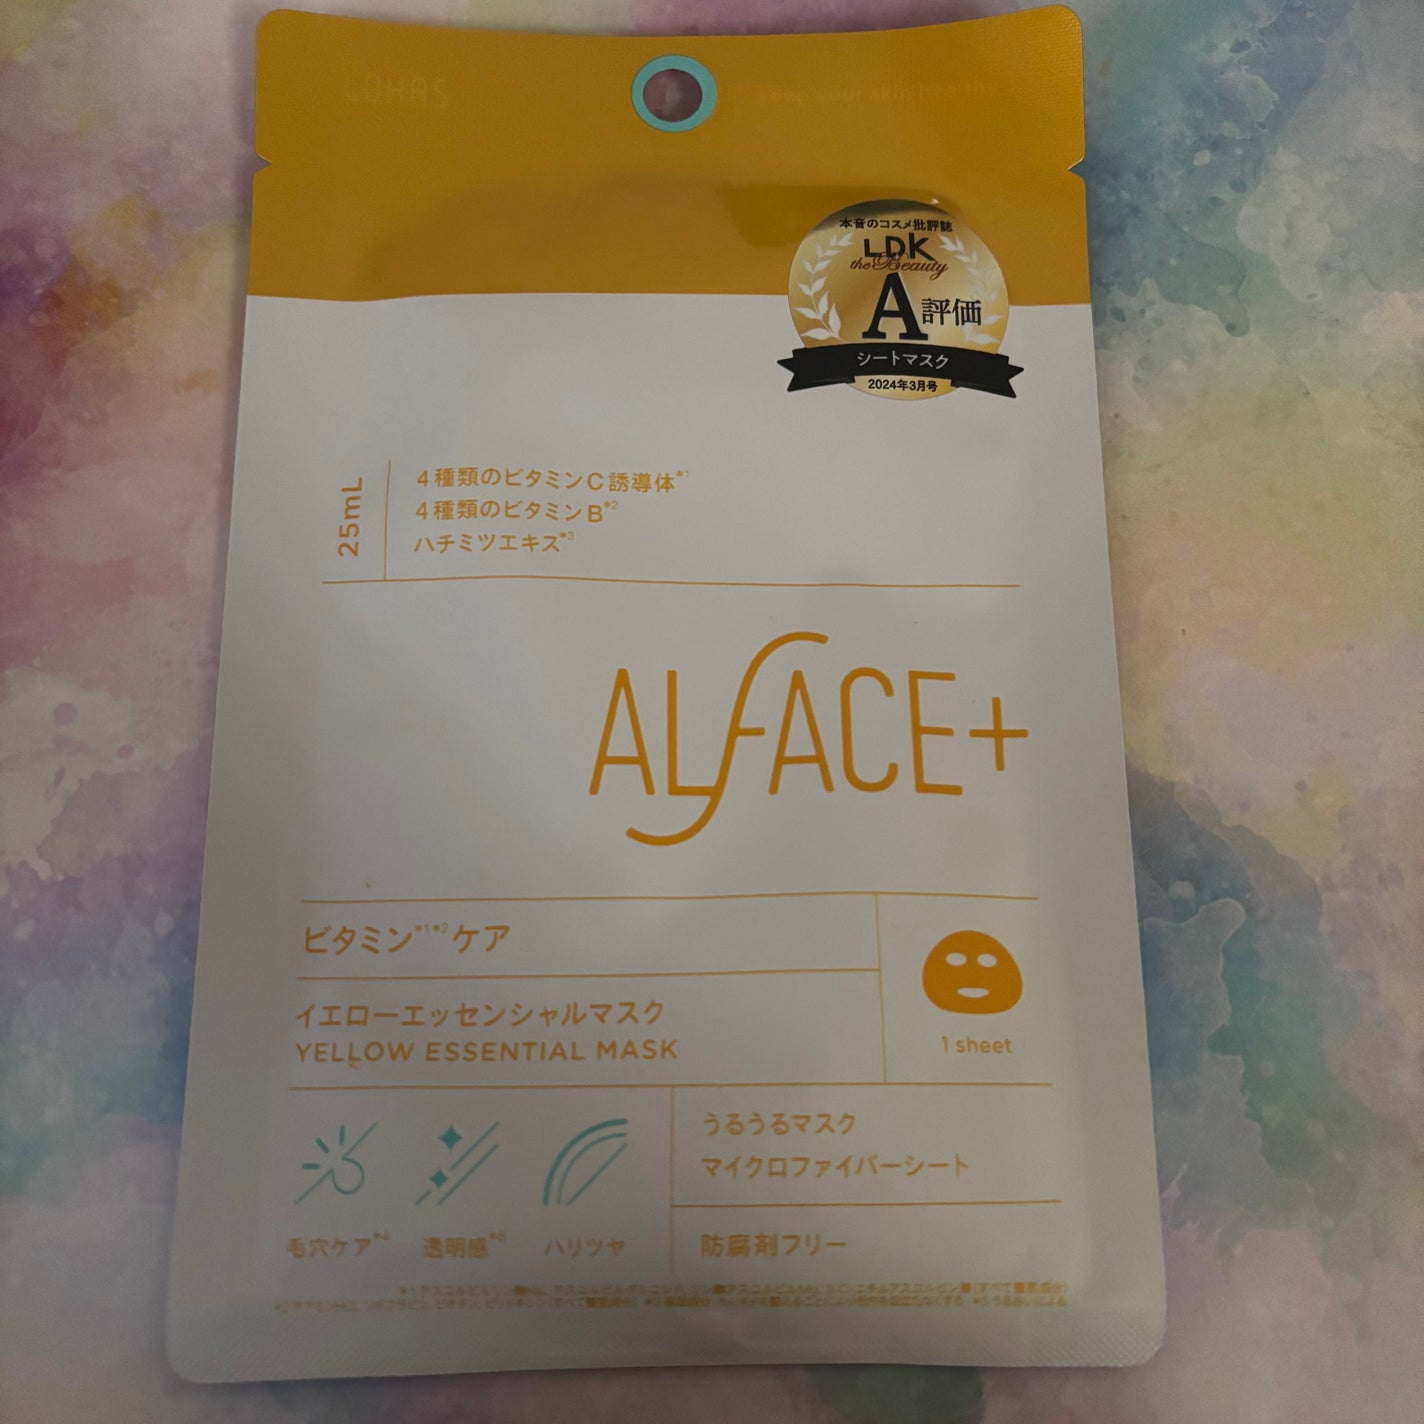 本音のコスメ批評誌
LDK
the Beauty
A評価
シートマスク
2024年3月号
25mL
4種類のビタミンC誘導体*1
4種類のビタミンB*2
ハチミツエキス*3
ALFACE+
ビタミン*1*2ケア
イエローエッセンシャルマスク
YELLOW ESSENTIAL MASK
1 sheet
うるうるマスク
マイクロファイバーシート
毛穴ケア*4
透明感*5
ハリツヤ
防腐剤フリー